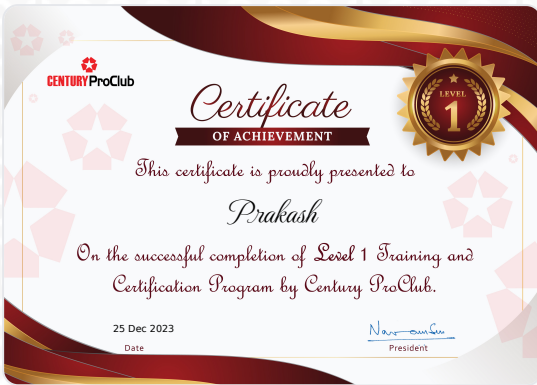 CENTURY ProClub
Certificate
OF ACHIEVEMENT
LEVEL
1
This certificate is proudly presented to
Prakash
On the successful completion of Level 1 Training and
Certification Program by Century ProClub.
25 Dec 2023
Date
President